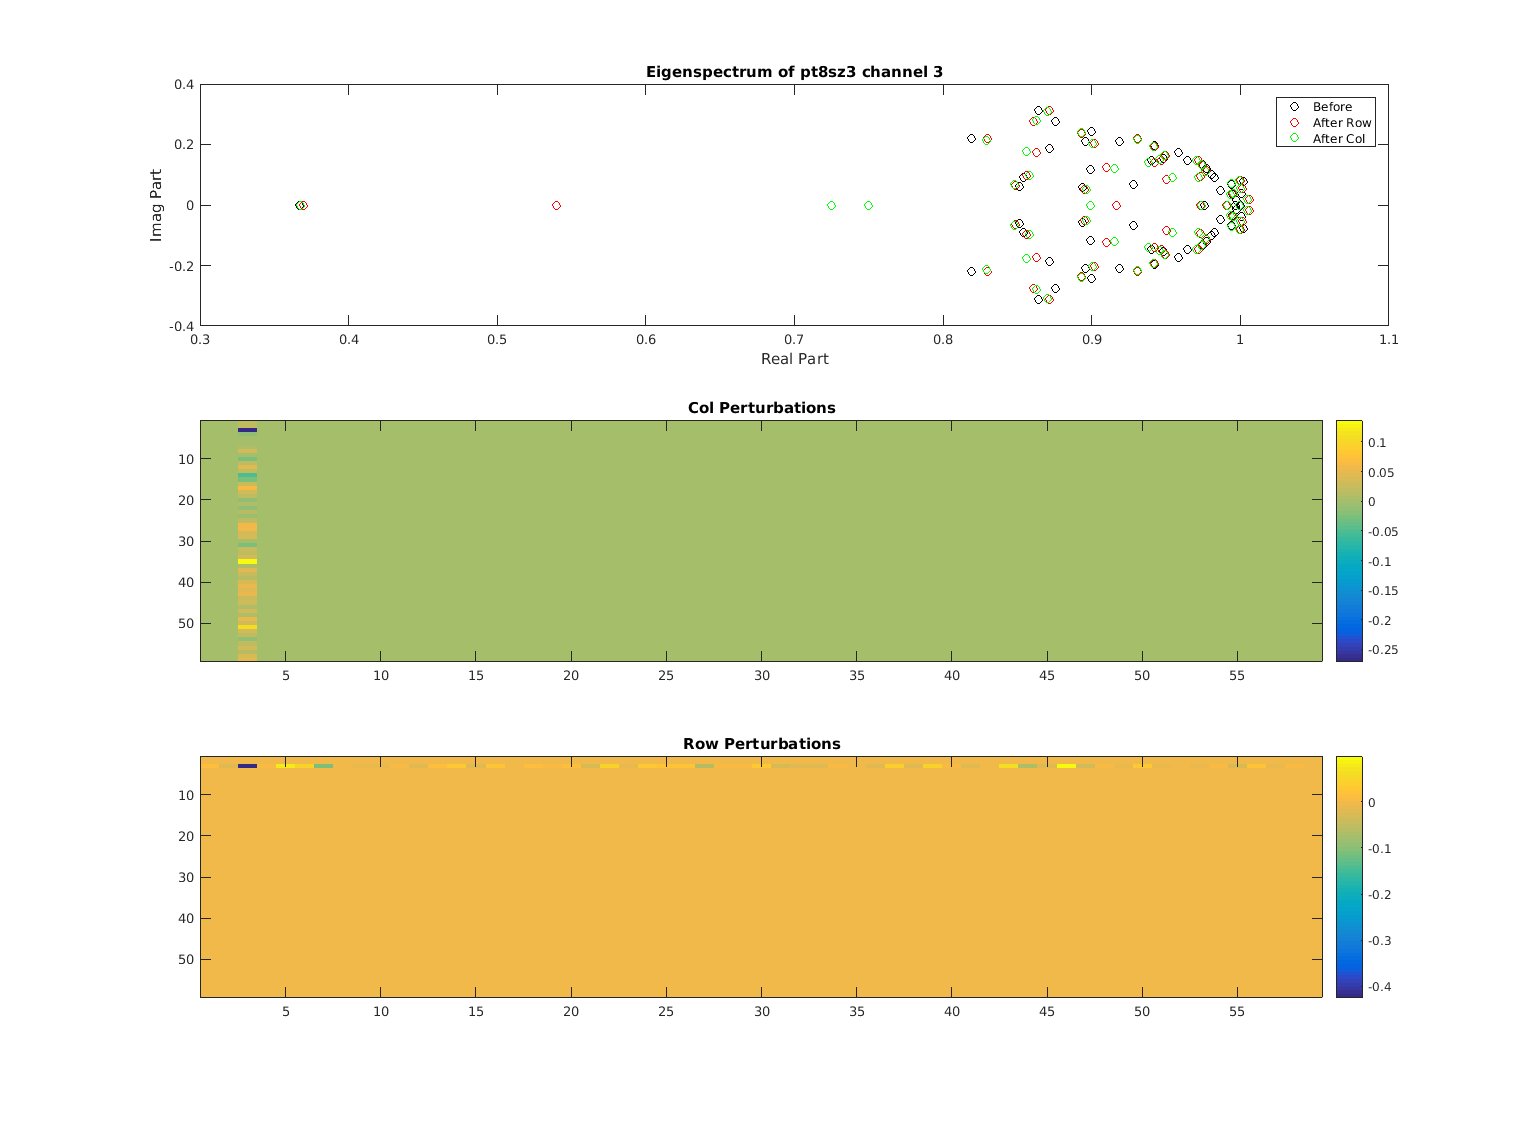 Eigenspectrum of pt8sz3 channel 3
0.4
0.2
0
-0.2
-0.4
Imag Part
Before
After Row
After Col
0.3 0.4 0.5 0.6 0.7 0.8 0.9 1 1.1
Real Part
Col Perturbations
10
20
30
40
50
5 10 15 20 25 30 35 40 45 50 55
0.1
0.05
0
-0.05
-0.1
-0.15
-0.2
-0.25
Row Perturbations
10
20
30
40
50
5 10 15 20 25 30 35 40 45 50 55
0
-0.1
-0.2
-0.3
-0.4